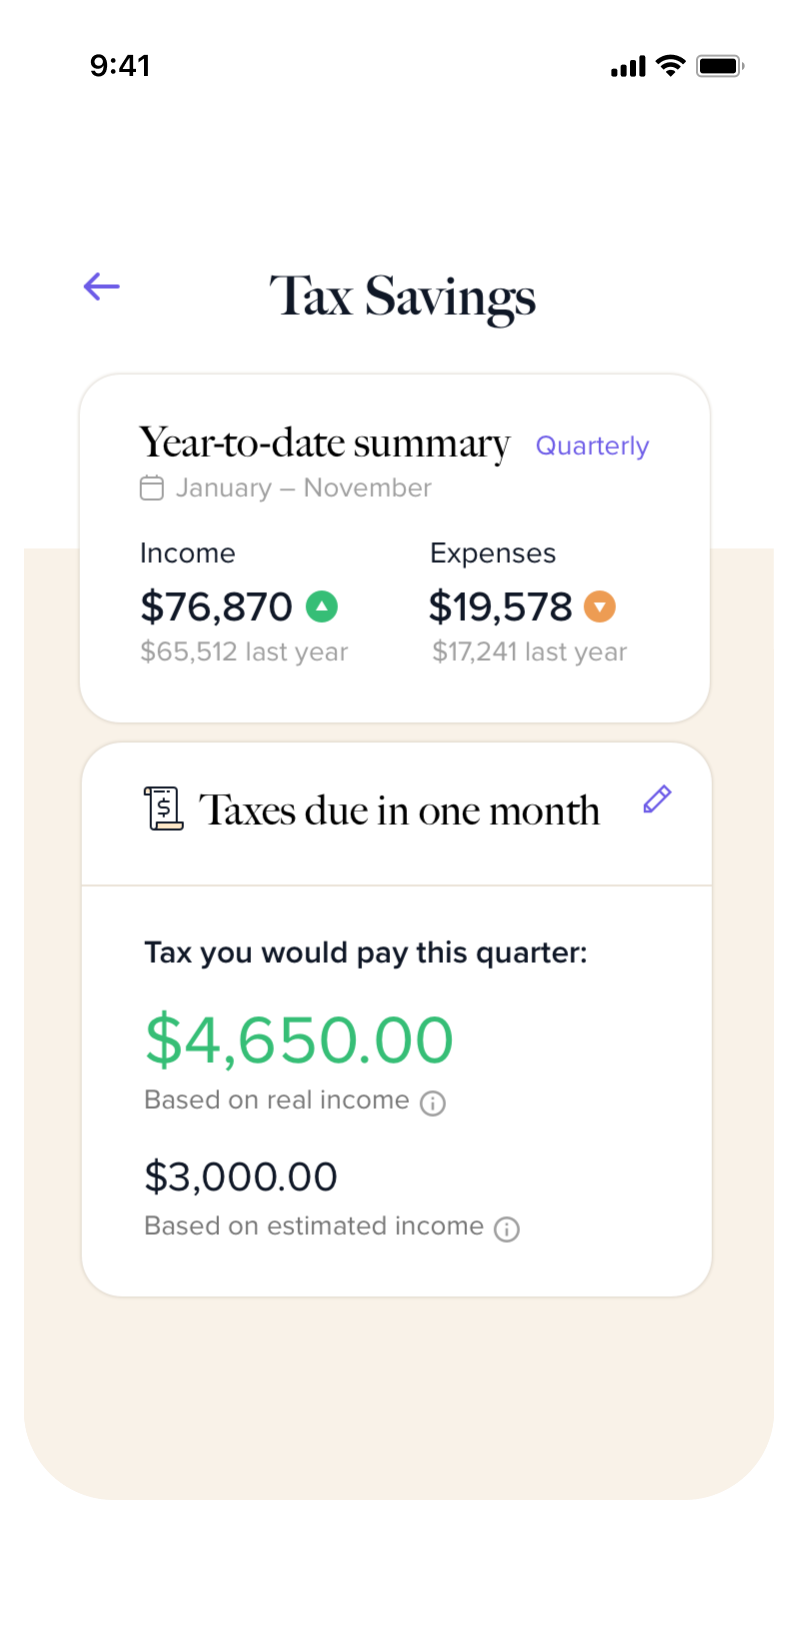 9:41
Tax Savings
Year-to-date summary Quarterly
January – November
Income Expenses
$76,870 $19,578
$65,512 last year $17,241 last year
$ Taxes due in one month
Tax you would pay this quarter:
$4,650.00
Based on real income
$3,000.00
Based on estimated income